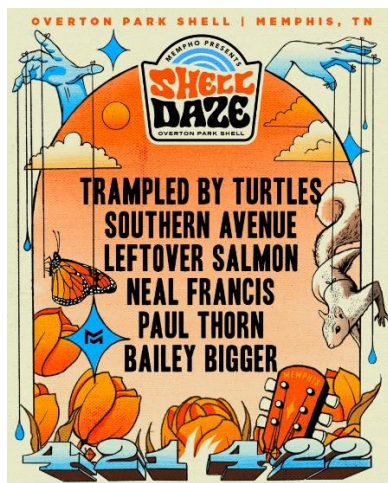 OVERTON PARK SHELL | MEMPHIS, TN
MEMPHO PRESENTS
SHELL
DAZE
OVERTON PARK SHELL
TRAMPLED BY TURTLES
SOUTHERN AVENUE
LEFTOVER SALMON
NEAL FRANCIS
PAUL THORN
BAILEY BIGGER
M
MEMPHIS
4 21 4 22